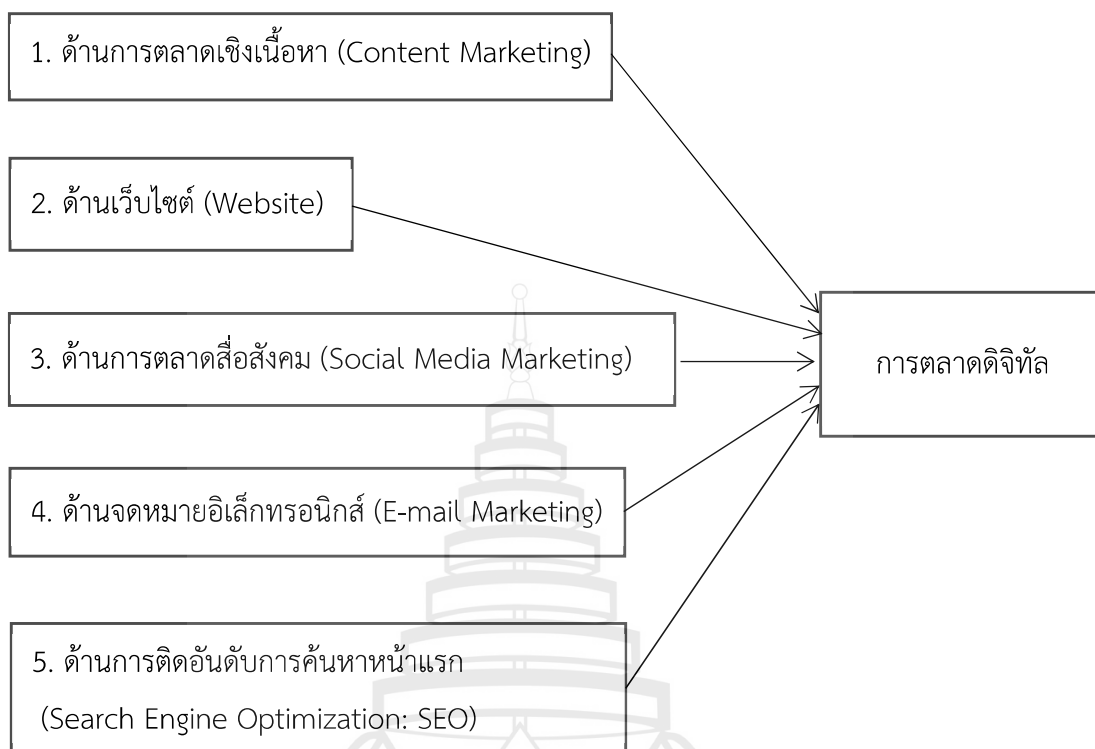 1. ด้านการตลาดเชิงเนื้อหา (Content Marketing)
2. ด้านเว็บไซต์ (Website)
3. ด้านการตลาดสื่อสังคม (Social Media Marketing)
การตลาดดิจิทัล
4. ด้านจดหมายอิเล็กทรอนิกส์ (E-mail Marketing)
5. ด้านการติดอันดับการค้นหาหน้าแรก
(Search Engine Optimization: SEO)